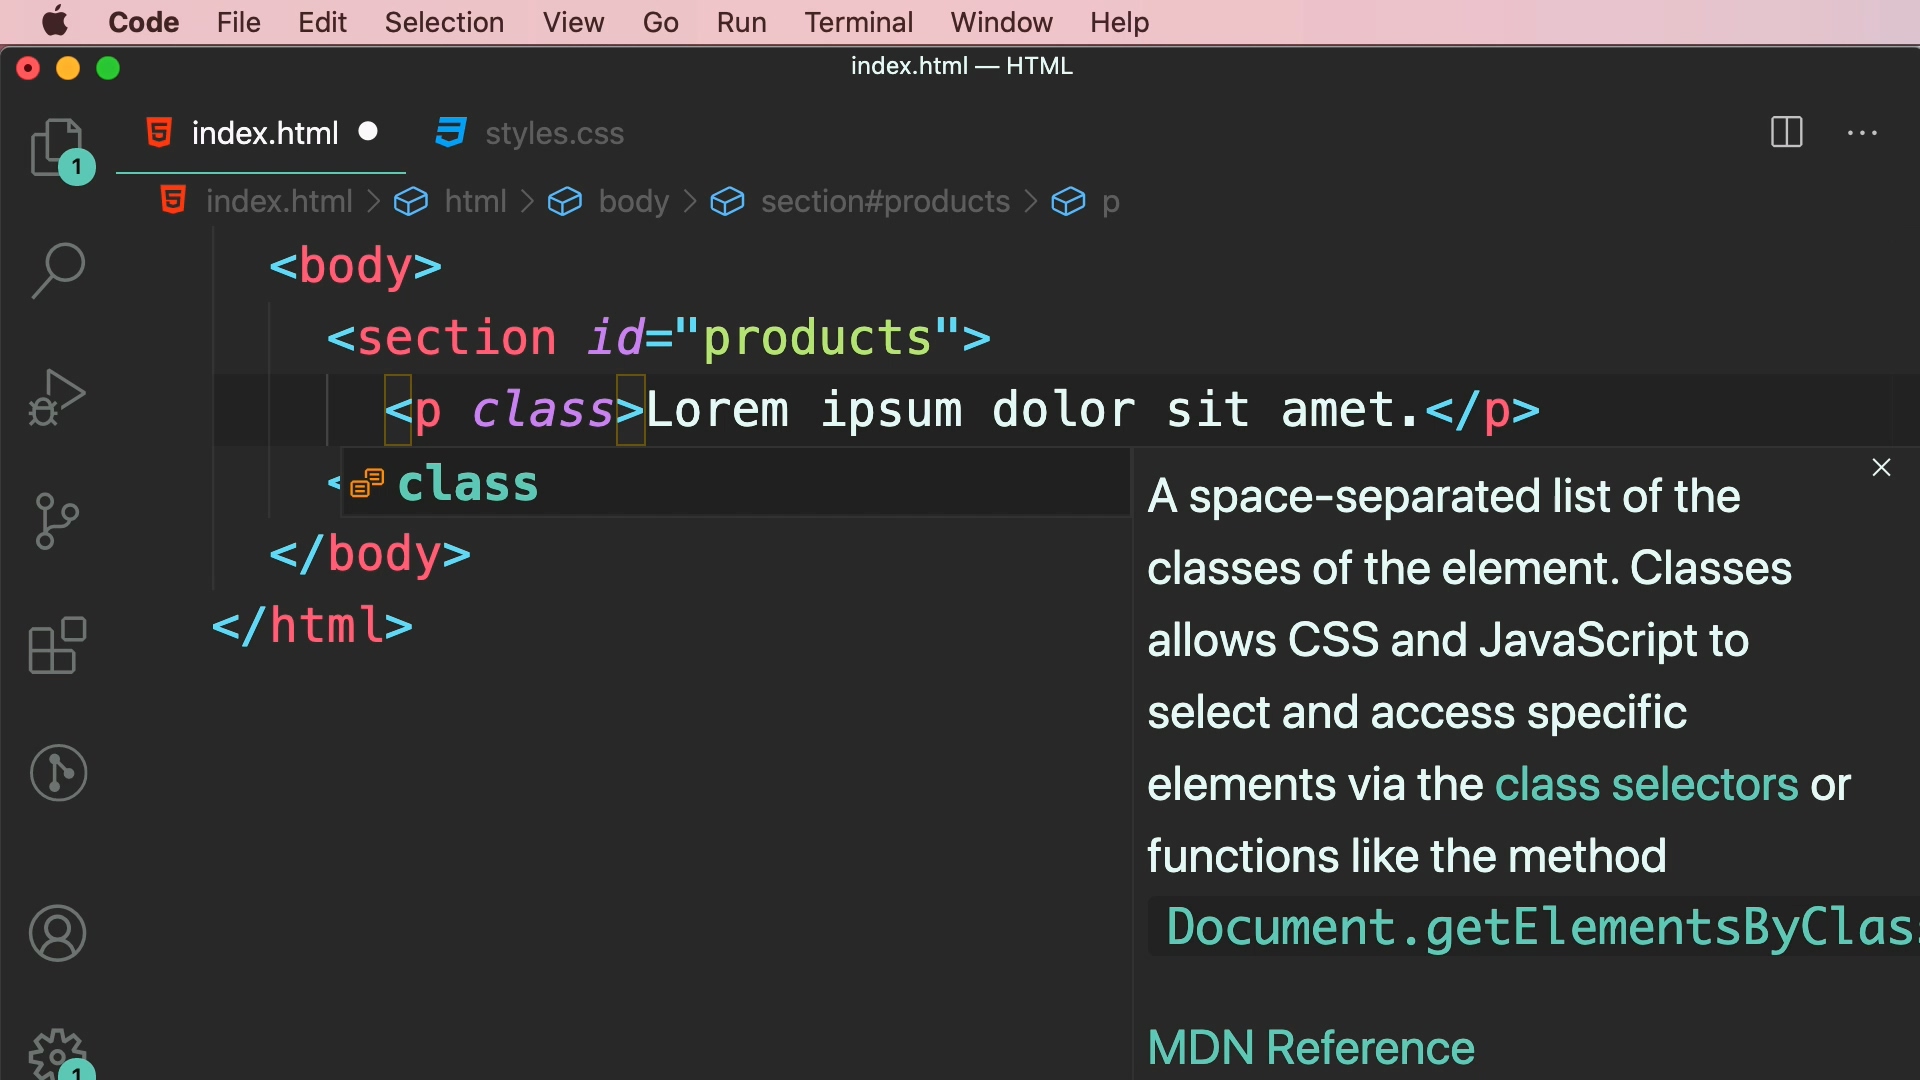 Code File Edit Selection View Go Run Terminal Window Help
index.html — HTML
index.html styles.css
1
index.html > html > body > section#products > p
<body>
<section id="products">
<p class>Lorem ipsum dolor sit amet.</p>
< class
</body>
</html>
A space-separated list of the
classes of the element. Classes
allows CSS and JavaScript to
select and access specific
elements via the class selectors or
functions like the method
Document.getElementsByClas
MDN Reference
1